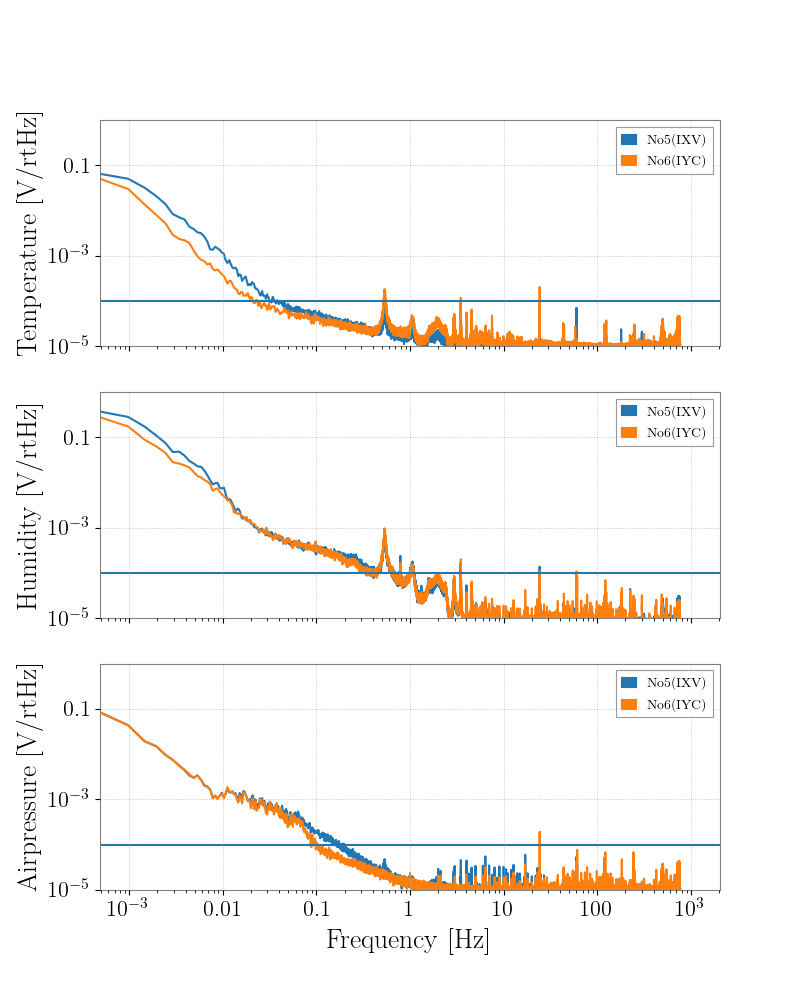 Temperature [V/rtHz]
0.1
10⁻³
10⁻⁵
No5(IXV)
No6(IYC)
Humidity [V/rtHz]
0.1
10⁻³
10⁻⁵
No5(IXV)
No6(IYC)
Airpressure [V/rtHz]
0.1
10⁻³
10⁻⁵
No5(IXV)
No6(IYC)
10⁻³ 0.01 0.1 1 10 100 10³
Frequency [Hz]